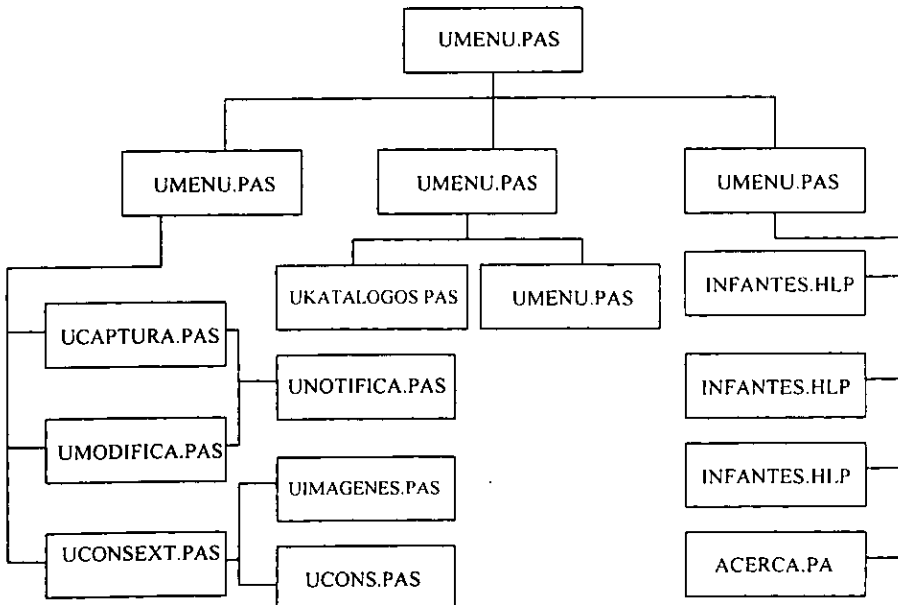 UMENU.PAS
UMENU.PAS
UMENU.PAS
UMENU.PAS
UKATALOGOS PAS
UMENU.PAS
INFANTES.HLP
UCAPTURA.PAS
UNOTIFICA.PAS
INFANTES.HLP
UMODIFICA.PAS
UIMAGENES.PAS
INFANTES.HLP
UCONSEXT.PAS
UCONS.PAS
ACERCA.PA